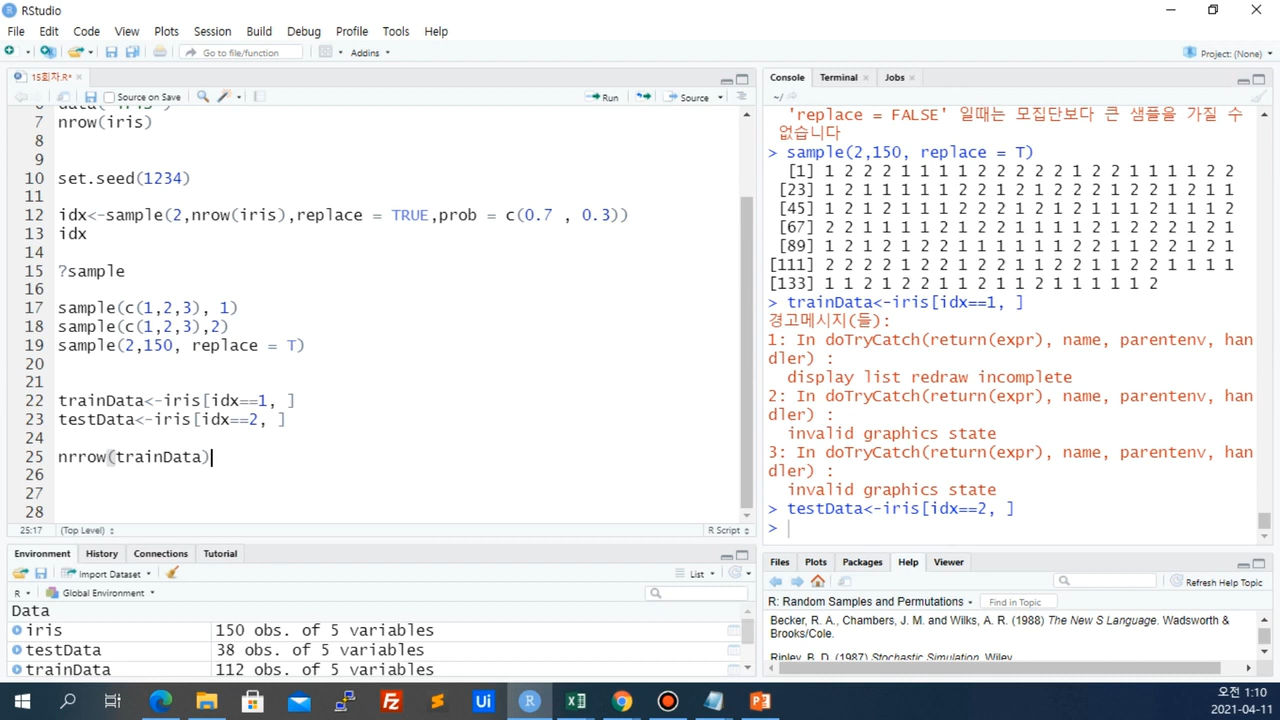 RStudio
File Edit Code View Plots Session Build Debug Profile Tools Help
Go to file/function Addins Project: (None)
15회차.R*
Source on Save Run Source
7 nrow(iris)
8
9
10 set.seed(1234)
11
12 idx<-sample(2,nrow(iris),replace = TRUE,prob = c(0.7 , 0.3))
13 idx
14
15 ?sample
16
17 sample(c(1,2,3), 1)
18 sample(c(1,2,3),2)
19 sample(2,150, replace = T)
20
21
22 trainData<-iris[idx==1, ]
23 testData<-iris[idx==2, ]
24
25 nrrow(trainData)
26
27
28
25:17 (Top Level) R Script
Environment History Connections Tutorial
Import Dataset List
R Global Environment
Data
iris 150 obs. of 5 variables
testData 38 obs. of 5 variables
trainData 112 obs. of 5 variables
Console Terminal Jobs
~/
'replace = FALSE' 일때는 모집단보다 큰 샘플을 가질 수
없습니다
> sample(2,150, replace = T)
[1] 1 2 2 2 1 1 1 1 2 2 2 2 2 1 2 2 1 1 1 1 2 2
[23] 1 2 1 1 1 1 1 2 2 1 2 1 2 2 2 1 2 2 1 2 1 1
[45] 1 2 1 2 1 1 1 2 2 2 1 2 1 2 1 2 2 1 1 1 1 2
[67] 2 2 1 2 1 1 2 1 2 2 2 2 1 2 1 2 2 2 1 2
[89] 1 2 1 2 1 2 2 1 1 1 1 1 1 2 2 1 1 2 2 1 2 1
[111] 2 2 2 2 1 2 2 1 2 2 1 1 2 2 1 1 2 2 1 1 1 1
[133] 1 1 2 1 2 1 1 2 1 1 2 1 1 1 1 2
> trainData<-iris[idx==1, ]
경고메시지(들):
1: In doTryCatch(return(expr), name, parentenv, han
dler) :
display list redraw incomplete
2: In doTryCatch(return(expr), name, parentenv, han
dler) :
invalid graphics state
3: In doTryCatch(return(expr), name, parentenv, han
dler) :
invalid graphics state
> testData<-iris[idx==2, ]
>
Files Plots Packages Help Viewer
Refresh Help Topic
R: Random Samples and Permutations Find in Topic
Becker, R. A., Chambers, J. M. and Wilks, A. R. (1988) The New S Language. Wadsworth &
Brooks/Cole.
Ripley, B. D. (1987) Stochastic Simulation. Wiley.
오전 1:10
2021-04-11